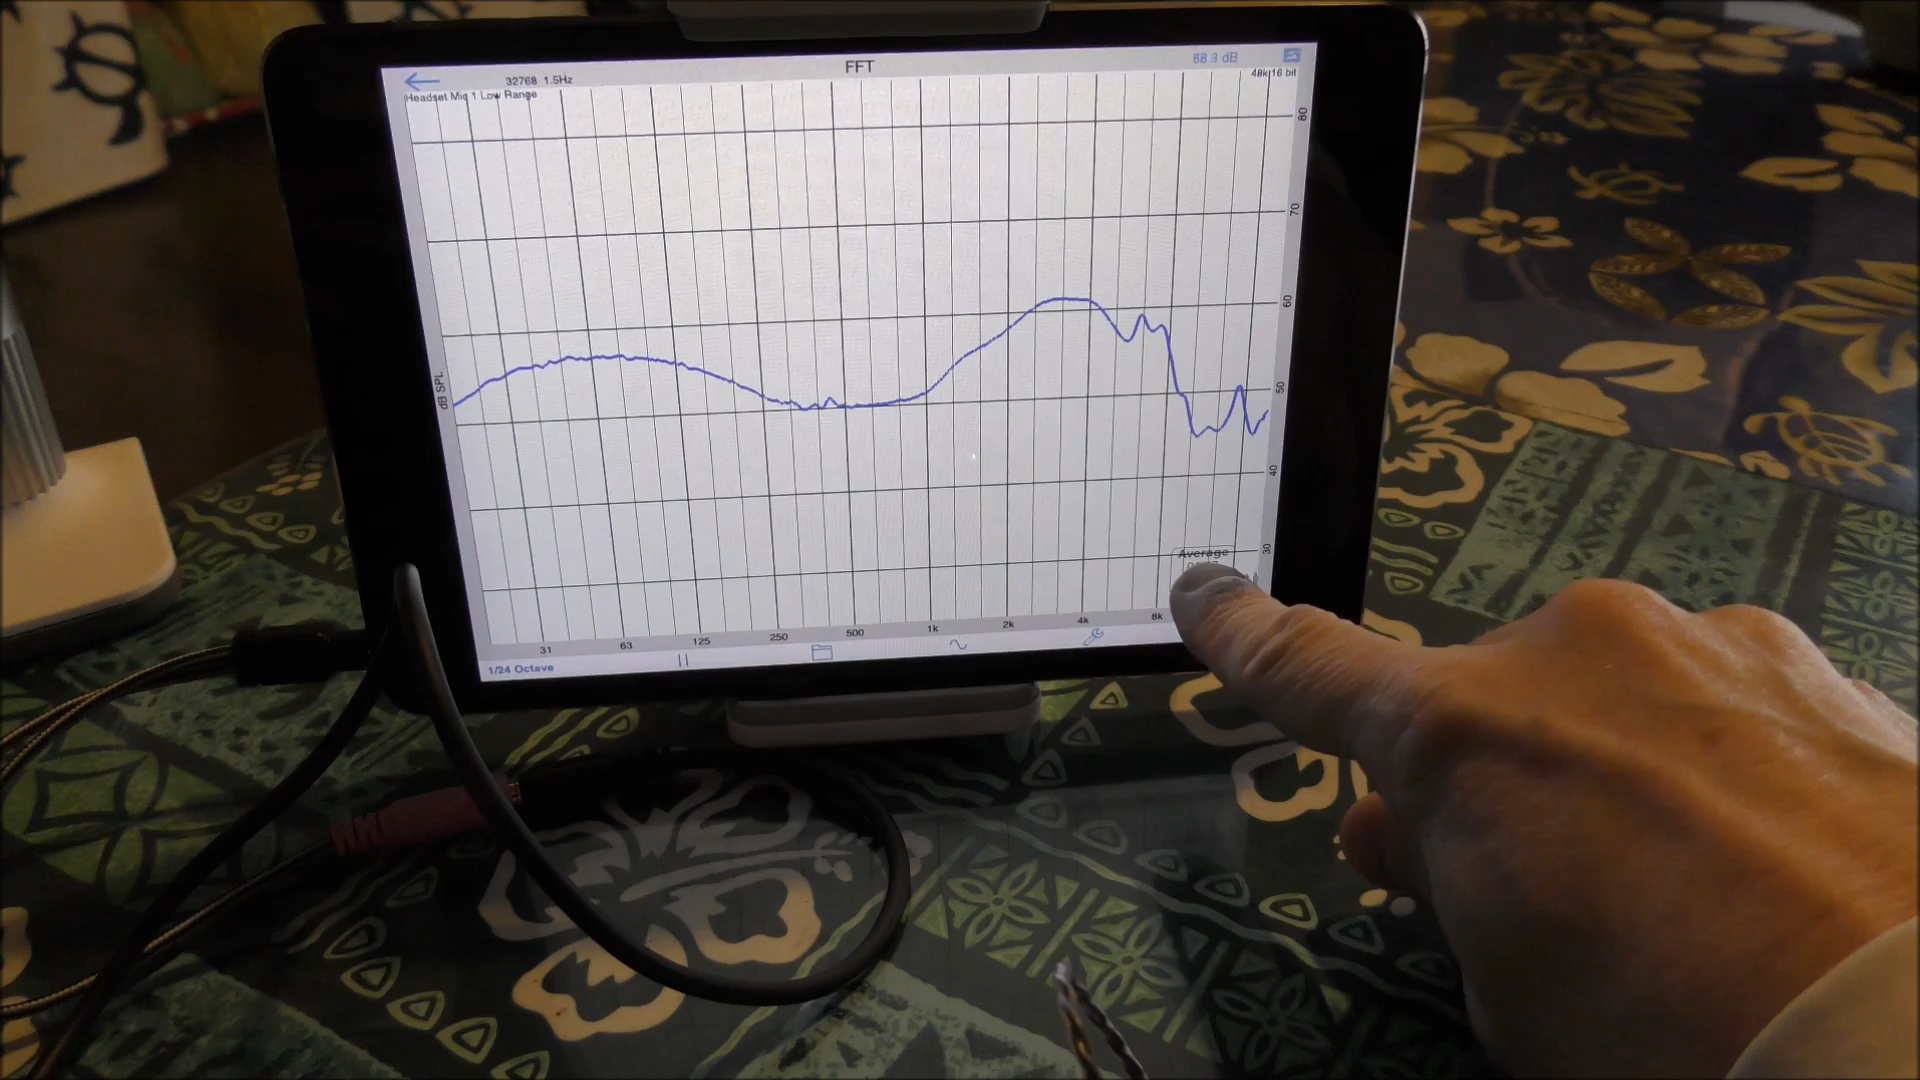 FFT
88.3 dB
32768 1.5Hz
48k|16 bit
Headset Mic 1 Low Range
80
70
60
50
40
30
dB SPL
Average
31 63 125 250 500 1k 2k 4k 8k
1/24 Octave